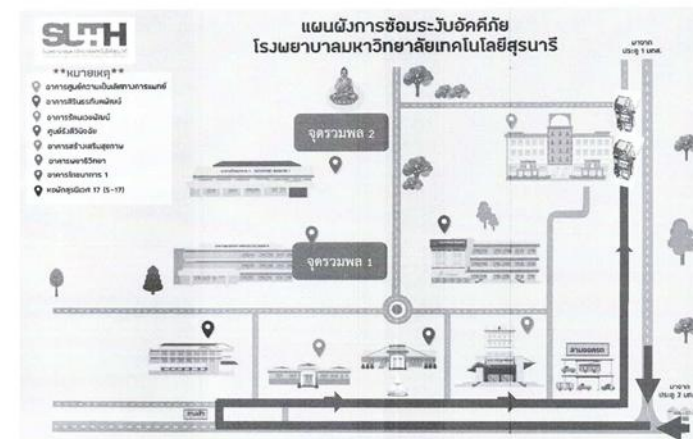 SUTH
แผนผังการซ้อมระงับอัคคีภัย
โรงพยาบาลมหาวิทยาลัยเทคโนโลยีสุรนารี
**หมายเหตุ**
อาคารศูนย์ความเป็นเลิศทางการแพทย์
อาคารสิรินธรทันตพัฒน์
อาคารรัตนเวชพัฒน์
ศูนย์รังสีวินิจฉัย
อาคารสร้างเสริมสุขภาพ
อาคารพยาธิวิทยา
อาคารรัตนาการ 1
หอพักสุรนิเวศ 17 (S-17)
มาจาก
ประตู 1 มทส.
จุดรวมพล 2
จุดรวมพล 1
ลานจอดรถ
มาจาก
ประตู 2 มทส.